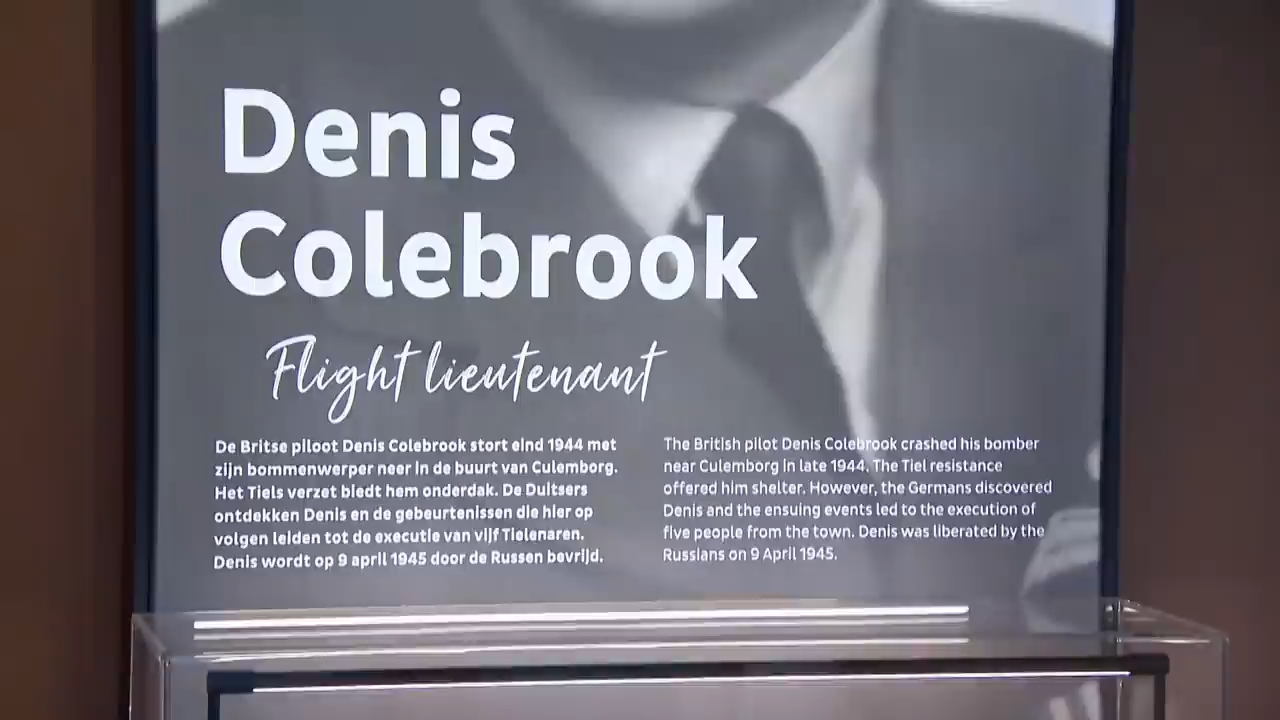 Denis
Colebrook
Flight lieutenant
De Britse piloot Denis Colebrook stort eind 1944 met
zijn bommenwerper neer in de buurt van Culemborg.
Het Tiels verzet biedt hem onderdak. De Duitsers
ontdekken Denis en de gebeurtenissen die hier op
volgen leiden tot de executie van vijf Tielenaren.
Denis wordt op 9 april 1945 door de Russen bevrijd.
The British pilot Denis Colebrook crashed his bomber
near Culemborg in late 1944. The Tiel resistance
offered him shelter. However, the Germans discovered
Denis and the ensuing events led to the execution of
five people from the town. Denis was liberated by the
Russians on 9 April 1945.